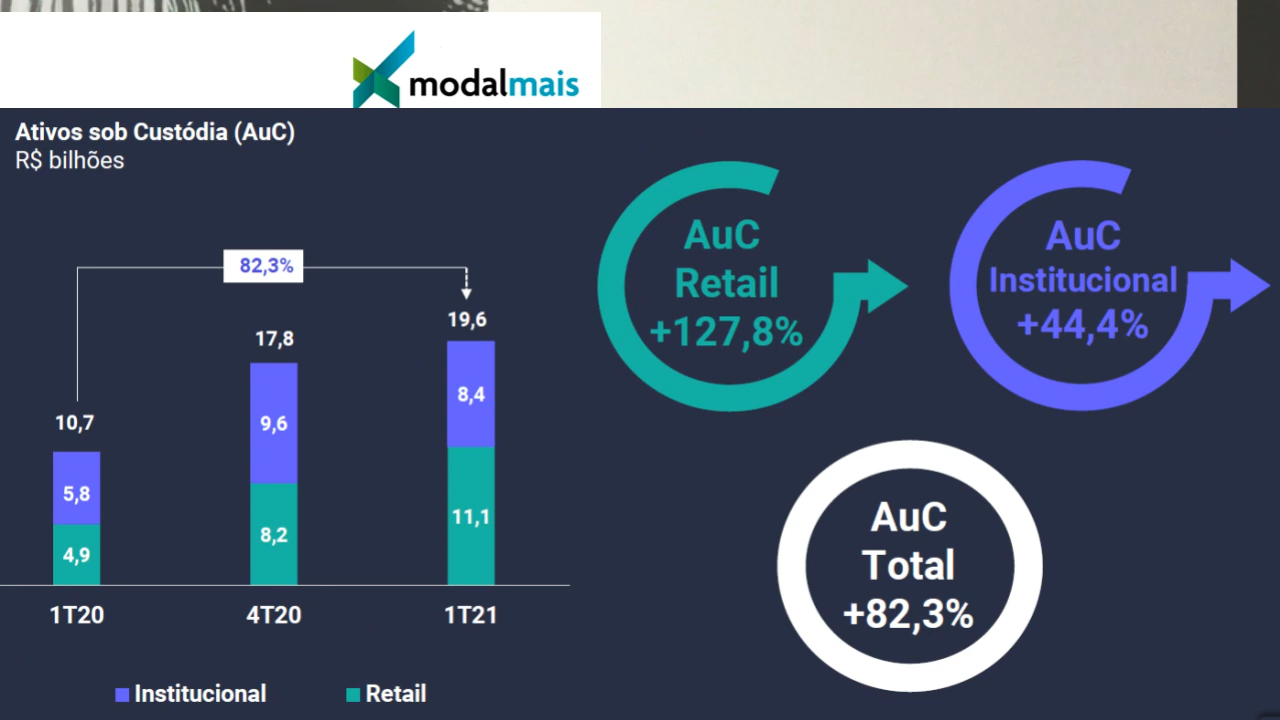 modalmais
Ativos sob Custódia (AuC)
R$ bilhões
82,3%
10,7
17,8
19,6
5,8
9,6
8,4
4,9
8,2
11,1
1T20
4T20
1T21
Institucional
Retail
AuC
Retail
+127,8%
AuC
Institucional
+44,4%
AuC
Total
+82,3%